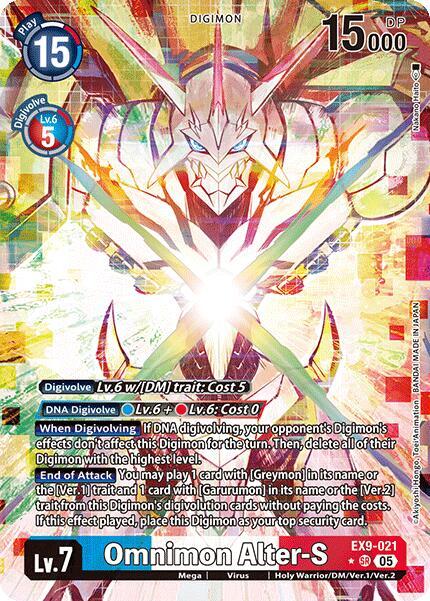 DIGIMON
Play
15
15000 DP
Digivolve
Lv.6
5
Nakano Haito
©Akiyoshi Hongo, Toei Animation BANDAI MADE IN JAPAN
Digivolve Lv.6 w/[DM] trait: Cost 5
DNA Digivolve Lv.6 + Lv.6: Cost 0
When Digivolving If DNA digivolving, your opponent's Digimon's
effects don't affect this Digimon for the turn. Then, delete all of their
Digimon with the highest level.
End of Attack You may play 1 card with [Greymon] in its name or
the [Ver.1] trait and 1 card with [Garurumon] in its name or the [Ver.2]
trait from this Digimon's digivolution cards without paying the costs.
If this effect played, place this Digimon as your top security card.
Lv.7
Omnimon Alter-S
EX9-021
SR 05
Mega Virus Holy Warrior/DM/Ver.1/Ver.2